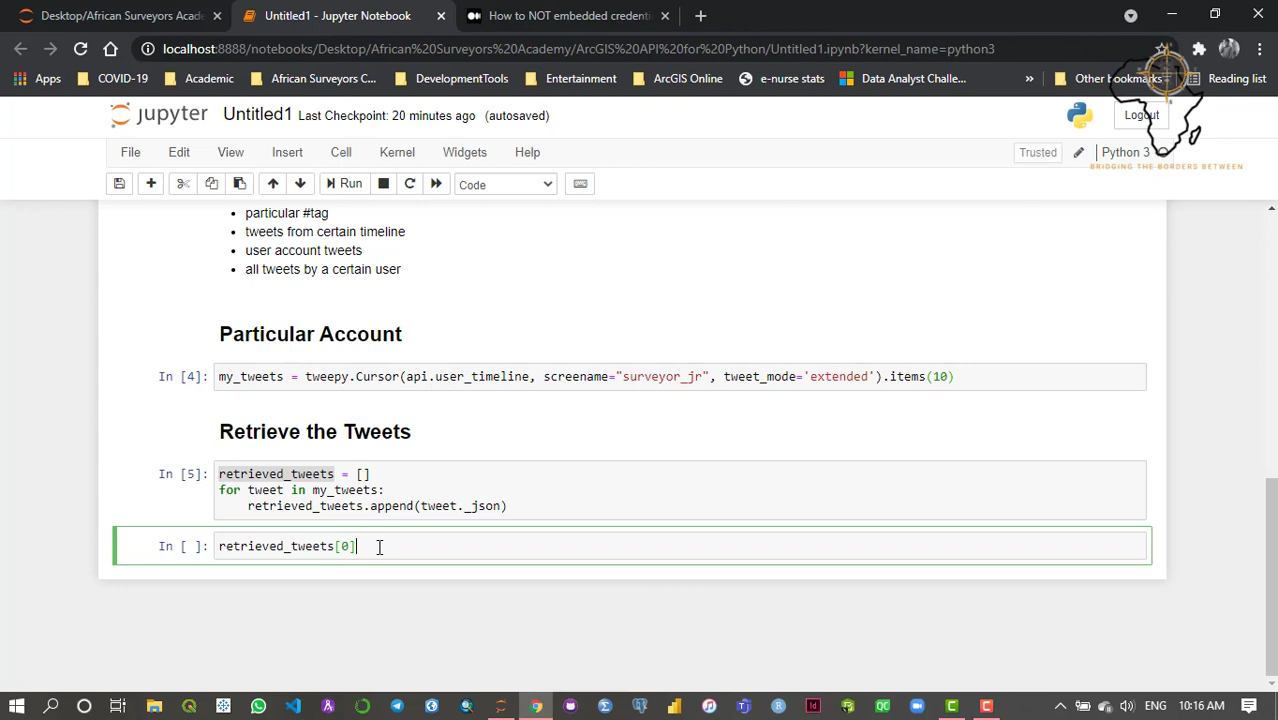 Desktop/African Surveyors Acade
Untitled1 - Jupyter Notebook
How to NOT embedded credenti
localhost:8888/notebooks/Desktop/African%20Surveyors%20Academy/ArcGIS%20API%20for%20Python/Untitled1.ipynb?kernel_name=python3
Apps
COVID-19
Academic
African Surveyors C...
DevelopmentTools
Entertainment
ArcGIS Online
e-nurse stats
Data Analyst Challe...
»
Other bookmarks
Reading list
jupyter
Untitled1 Last Checkpoint: 20 minutes ago (autosaved)
Logout
File
Edit
View
Insert
Cell
Kernel
Widgets
Help
Trusted
Python 3
BRIDGING THE BORDERS BETWEEN
Run
Code
• particular #tag
• tweets from certain timeline
• user account tweets
• all tweets by a certain user
Particular Account
In [4]: my_tweets = tweepy.Cursor(api.user_timeline, screename="surveyor_jr", tweet_mode='extended').items(10)
Retrieve the Tweets
In [5]: retrieved_tweets = []
for tweet in my_tweets:
retrieved_tweets.append(tweet._json)
In [ ]: retrieved_tweets[0]
ENG
10:16 AM